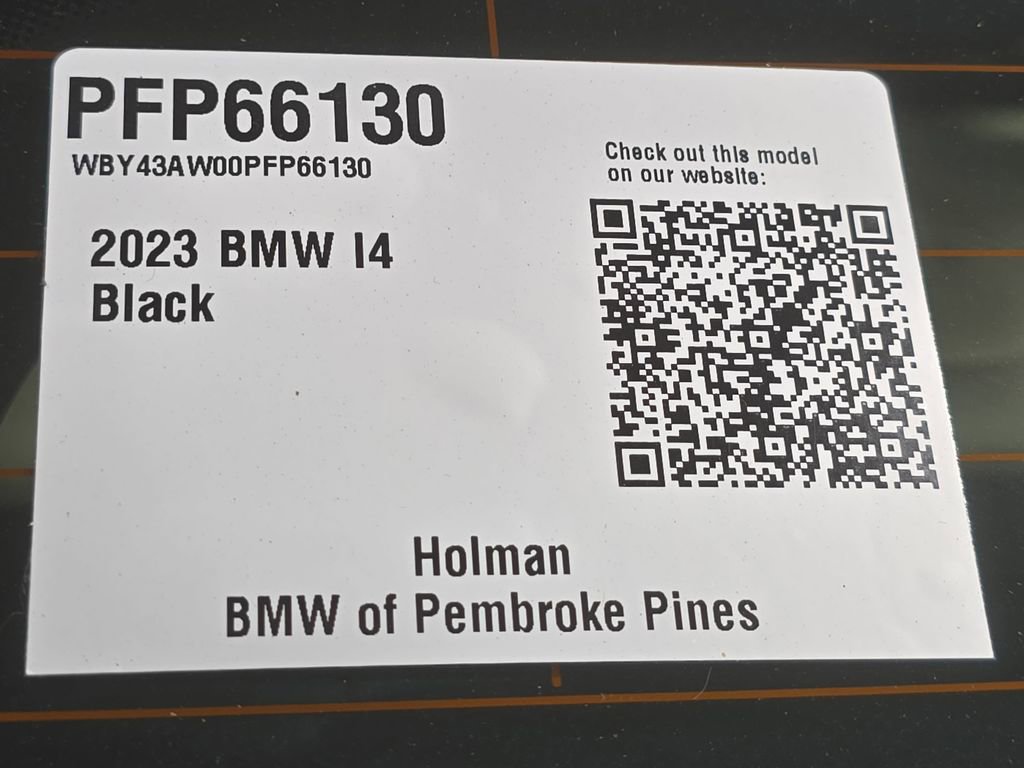 PFP66130
WBY43AW00PFP66130
Check out this model
on our website:
2023 BMW I4
Black
Holman
BMW of Pembroke Pines